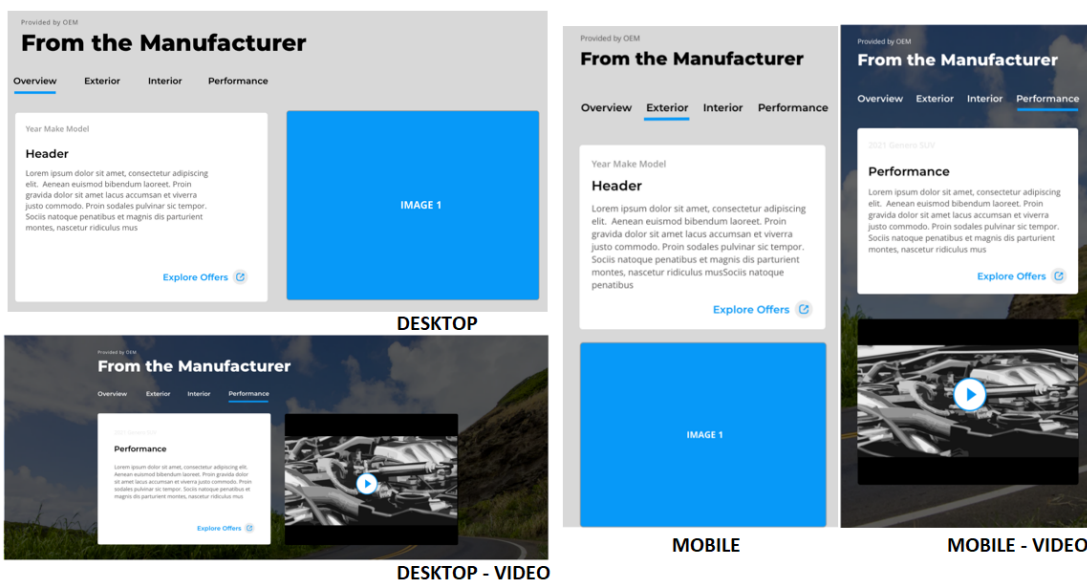 Provided by OEM
From the Manufacturer
Overview Exterior Interior Performance
Year Make Model
Header
Lorem ipsum dolor sit amet, consectetur adipiscing
elit. Aenean euismod bibendum laoreet. Proin
gravida dolor sit amet lacus accumsan et viverra
justo commodo. Proin sodales pulvinar sic tempor.
Sociis natoque penatibus et magnis dis parturient
montes, nascetur ridiculus mus
Explore Offers
IMAGE 1
DESKTOP
Provided by OEM
From the Manufacturer
Overview Exterior Interior Performance
Performance
Lorem ipsum dolor sit amet, consectetur adipiscing elit.
Aenean euismod bibendum laoreet. Proin gravida dolor
sit amet lacus accumsan et viverra justo commodo. Proin
sodales pulvinar sic tempor. Sociis natoque penatibus et
magnis dis parturient montes, nascetur ridiculus mus
Explore Offers
DESKTOP - VIDEO
Provided by OEM
From the Manufacturer
Overview Exterior Interior Performance
Year Make Model
Header
Lorem ipsum dolor sit amet, consectetur adipiscing
elit. Aenean euismod bibendum laoreet. Proin
gravida dolor sit amet lacus accumsan et viverra
justo commodo. Proin sodales pulvinar sic tempor.
Sociis natoque penatibus et magnis dis parturient
montes, nascetur ridiculus musSociis natoque
penatibus
Explore Offers
IMAGE 1
MOBILE
Provided by OEM
From the Manufacturer
Overview Exterior Interior Performance
Performance
Lorem ipsum dolor sit amet, consectetur adipiscing
elit. Aenean euismod bibendum laoreet. Proin
gravida dolor sit amet lacus accumsan et viverra
justo commodo. Proin sodales pulvinar sic tempor.
Sociis natoque penatibus et magnis dis parturient
montes, nascetur ridiculus mus
Explore Offers
MOBILE - VIDEO